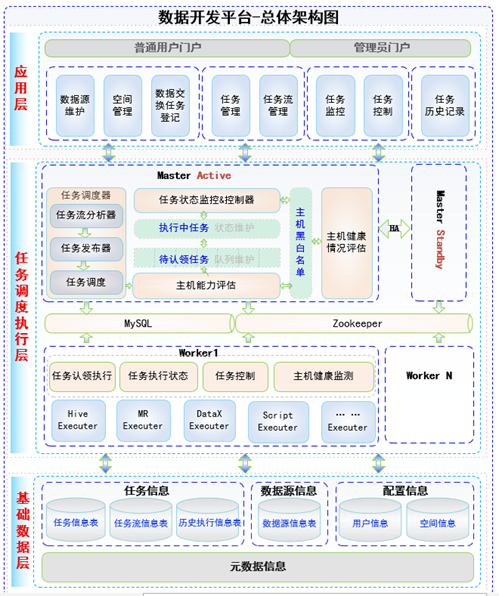 数据开发平台-总体架构图
应用层
普通用户门户
管理员门户
数据源维护
空间管理
数据交换任务登记
任务管理
任务流管理
任务监控
任务控制
任务历史记录
任务调度执行层
Master Active
任务调度器
任务流分析器
任务发布器
任务调度
任务状态监控&控制器
执行中任务 状态维护
待认领任务 队列维护
主机能力评估
主机黑白名单
主机健康情况评估
HA
Master Standby
MySQL
Zookeeper
Worker1
任务认领执行
任务执行状态
任务控制
主机健康监测
Hive Executer
MR Executer
DataX Executer
Script Executer
… … Executer
Worker N
基础数据层
任务信息
任务信息表
任务流信息表
历史执行信息表
数据源信息
数据源信息表
配置信息
用户信息
空间信息
元数据信息